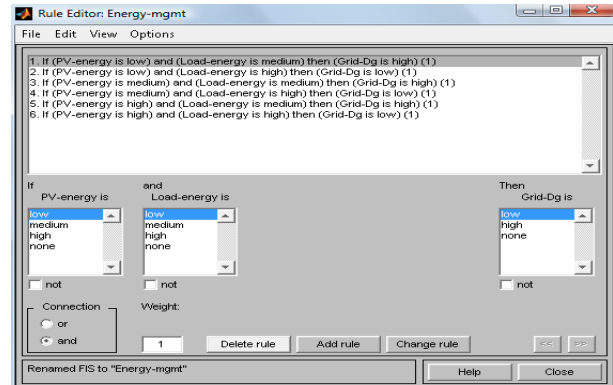 Rule Editor: Energy-mgmt
File Edit View Options
1. If (PV-energy is low) and (Load-energy is medium) then (Grid-Dg is high) (1)
2. If (PV-energy is low) and (Load-energy is high) then (Grid-Dg is low) (1)
3. If (PV-energy is medium) and (Load-energy is medium) then (Grid-Dg is high) (1)
4. If (PV-energy is medium) and (Load-energy is high) then (Grid-Dg is low) (1)
5. If (PV-energy is high) and (Load-energy is medium) then (Grid-Dg is high) (1)
6. If (PV-energy is high) and (Load-energy is high) then (Grid-Dg is low) (1)
If and Then
PV-energy is Load-energy is Grid-Dg is
low low low
medium medium high
high high none
none none
not not not
Connection Weight:
or
and 1 Delete rule Add rule Change rule << >>
Renamed FIS to "Energy-mgmt" Help Close